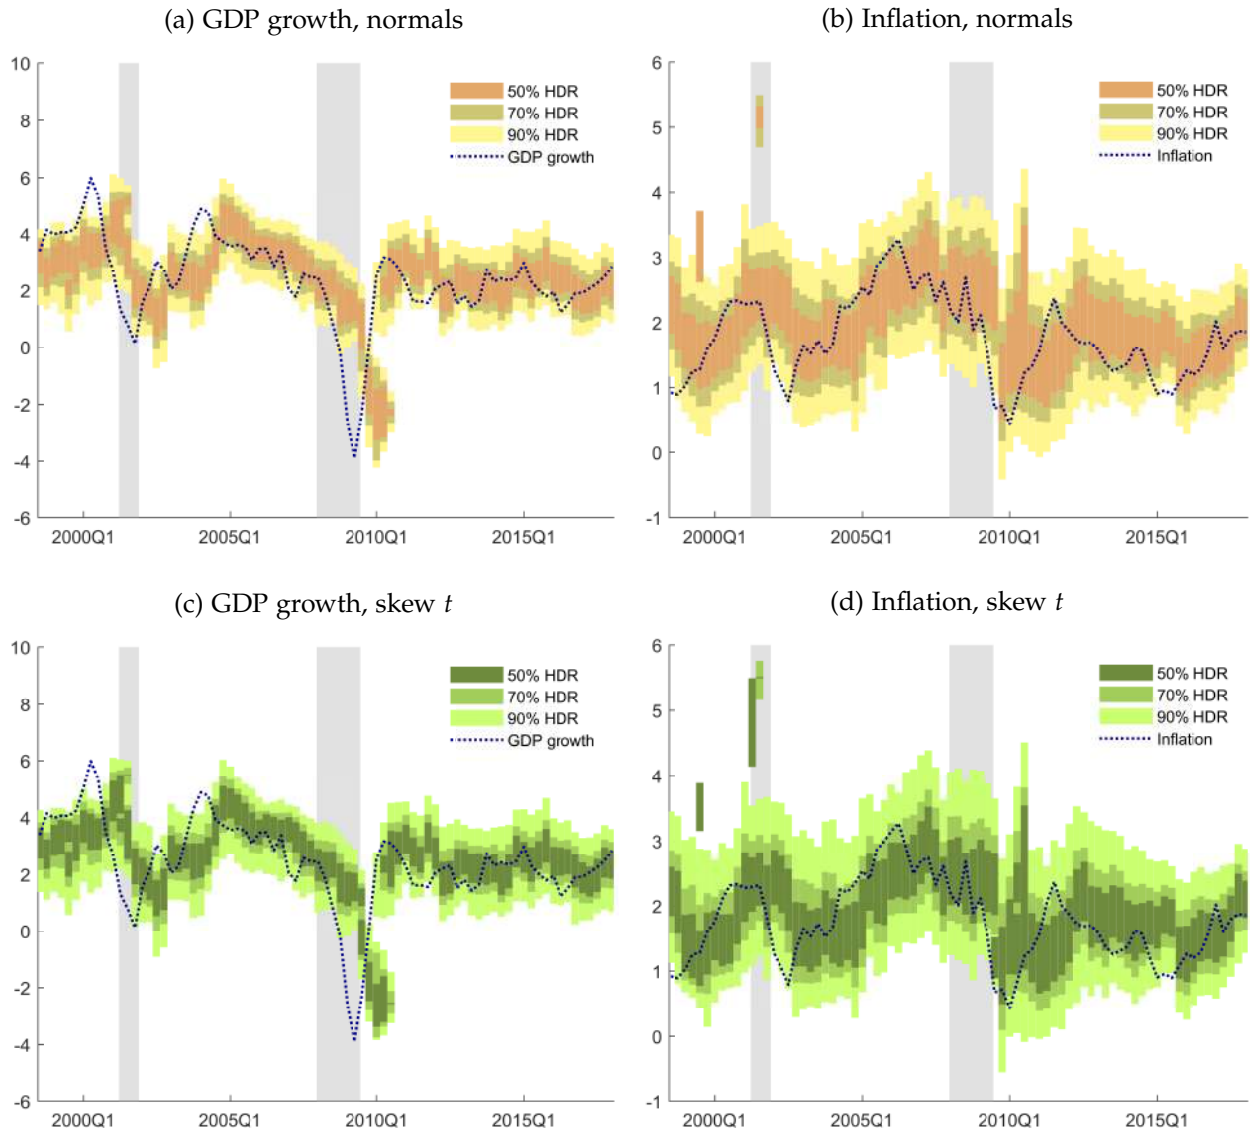 (a) GDP growth, normals
10
8
6
4
2
0
-2
-4
-6
2000Q1 2005Q1 2010Q1 2015Q1
50% HDR
70% HDR
90% HDR
GDP growth
(b) Inflation, normals
6
5
4
3
2
1
0
-1
2000Q1 2005Q1 2010Q1 2015Q1
50% HDR
70% HDR
90% HDR
Inflation
(c) GDP growth, skew t
10
8
6
4
2
0
-2
-4
-6
2000Q1 2005Q1 2010Q1 2015Q1
50% HDR
70% HDR
90% HDR
GDP growth
(d) Inflation, skew t
6
5
4
3
2
1
0
-1
2000Q1 2005Q1 2010Q1 2015Q1
50% HDR
70% HDR
90% HDR
Inflation